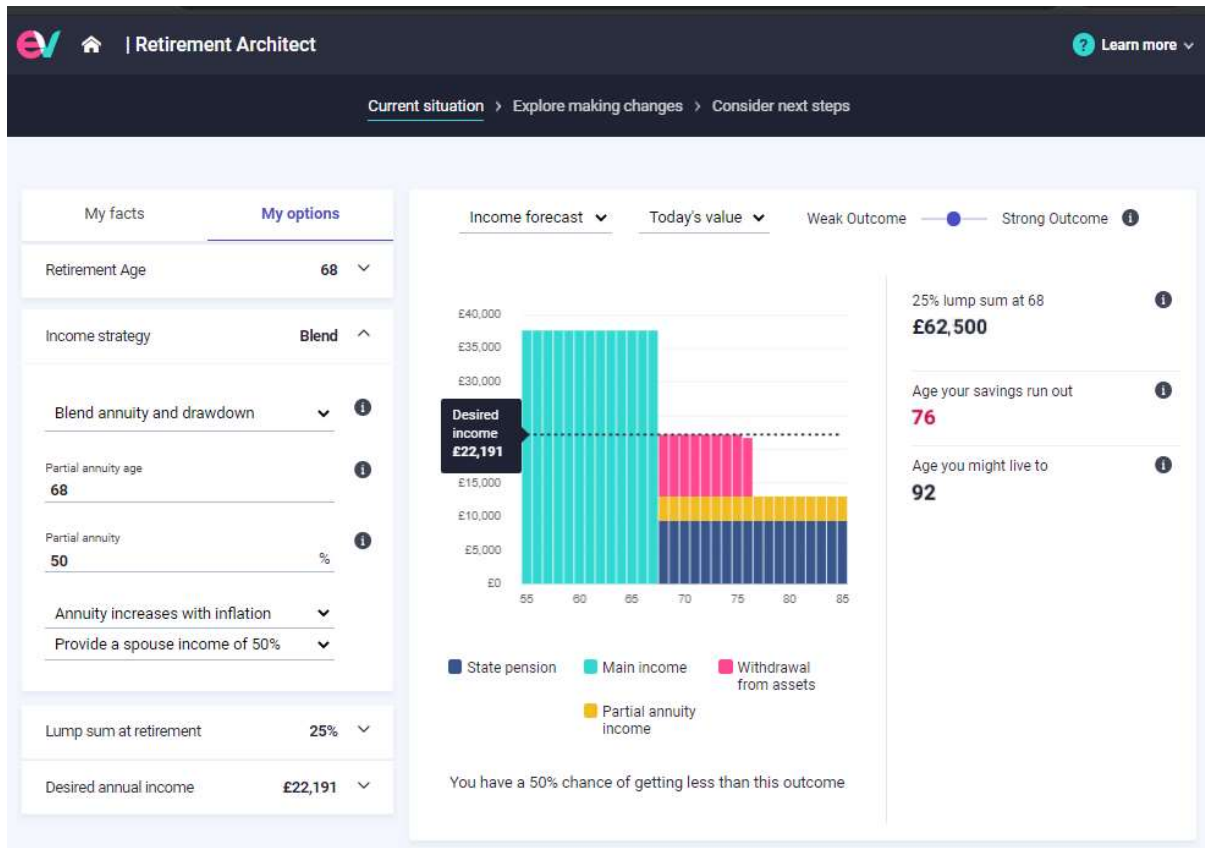 ev | Retirement Architect
? Learn more
Current situation > Explore making changes > Consider next steps
My facts My options
Retirement Age 68
Income strategy Blend
Blend annuity and drawdown
Partial annuity age
68
Partial annuity
50 %
Annuity increases with inflation
Provide a spouse income of 50%
Lump sum at retirement 25%
Desired annual income £22,191
Income forecast Today's value Weak Outcome Strong Outcome
£40,000
£35,000
£30,000
Desired
income
£22,191
£15,000
£10,000
£5,000
£0
55 60 65 70 75 80 85
State pension Main income Withdrawal
from assets
Partial annuity
income
You have a 50% chance of getting less than this outcome
25% lump sum at 68
£62,500
Age your savings run out
76
Age you might live to
92